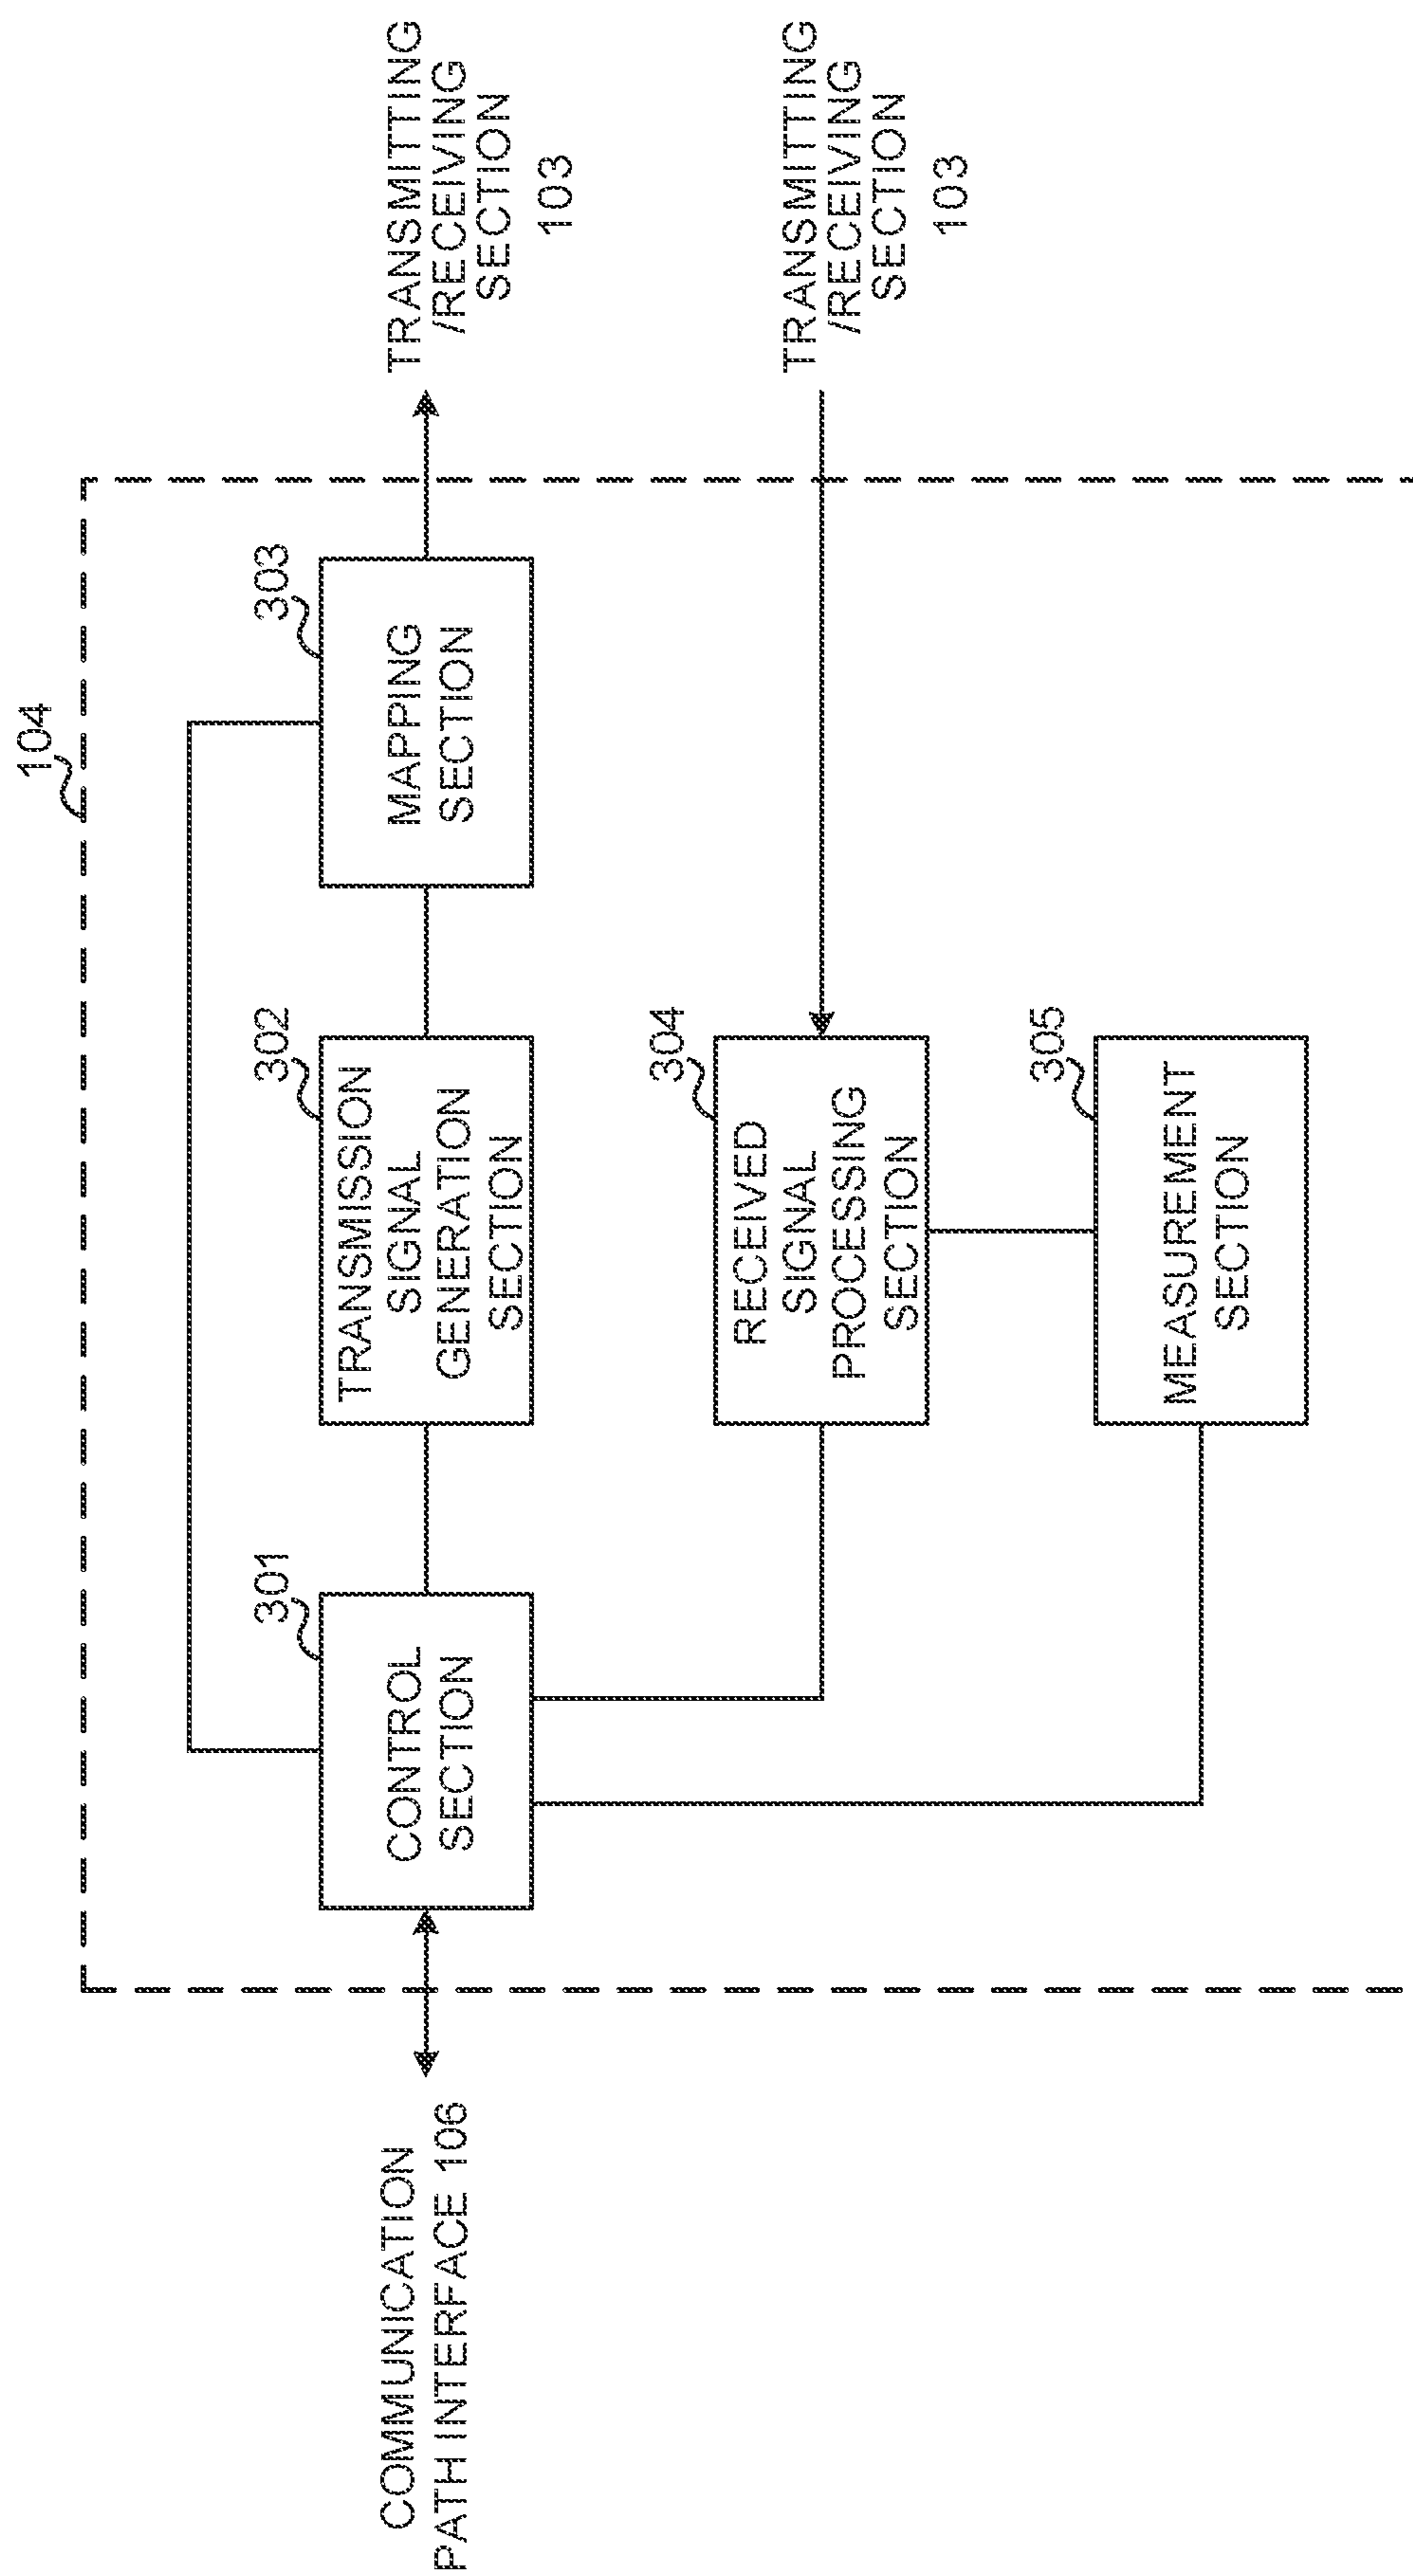 104
303
302
301
MAPPING
SECTION
TRANSMISSION
SIGNAL
GENERATION
SECTION
CONTROL
SECTION
COMMUNICATION
PATH INTERFACE 106
TRANSMITTING
/RECEIVING
SECTION
103
304
RECEIVED
SIGNAL
PROCESSING
SECTION
TRANSMITTING
/RECEIVING
SECTION
103
305
MEASUREMENT
SECTION